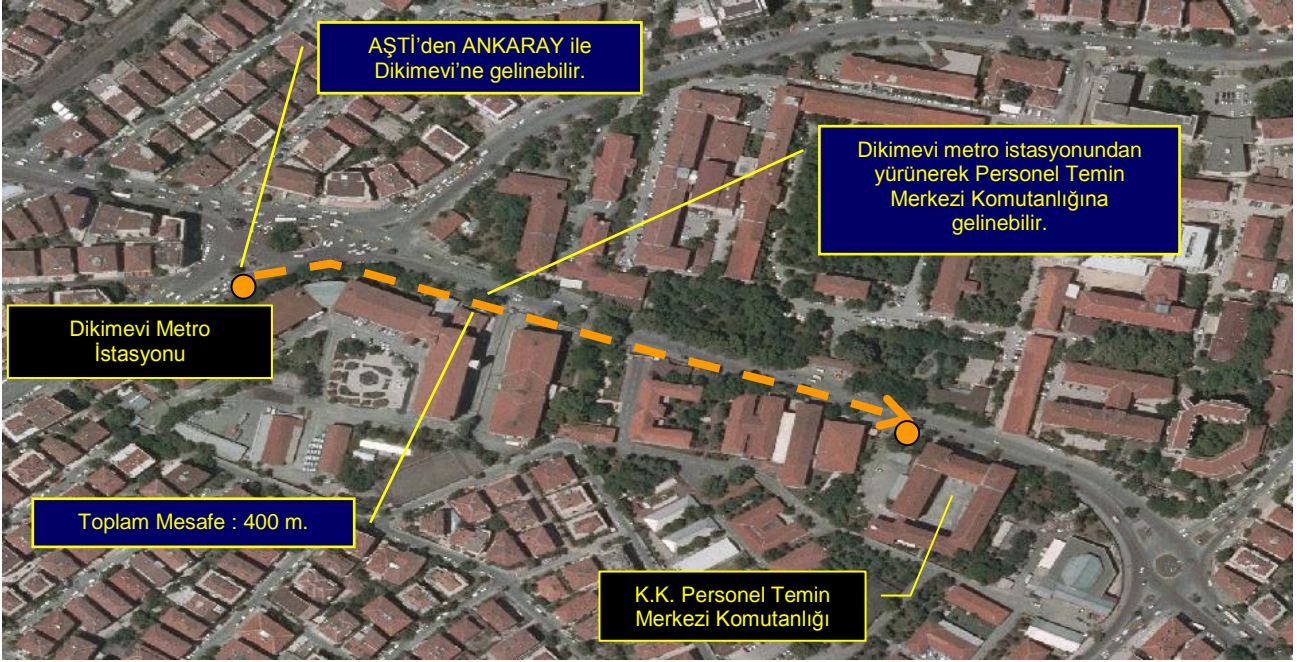 AŞTİ'den ANKARAY ile
Dikimevi'ne gelinebilir.
Dikimevi metro istasyonundan
yürünerek Personel Temin
Merkezi Komutanlığına
gelinebilir.
Dikimevi Metro
İstasyonu
Toplam Mesafe : 400 m.
K.K. Personel Temin
Merkezi Komutanlığı